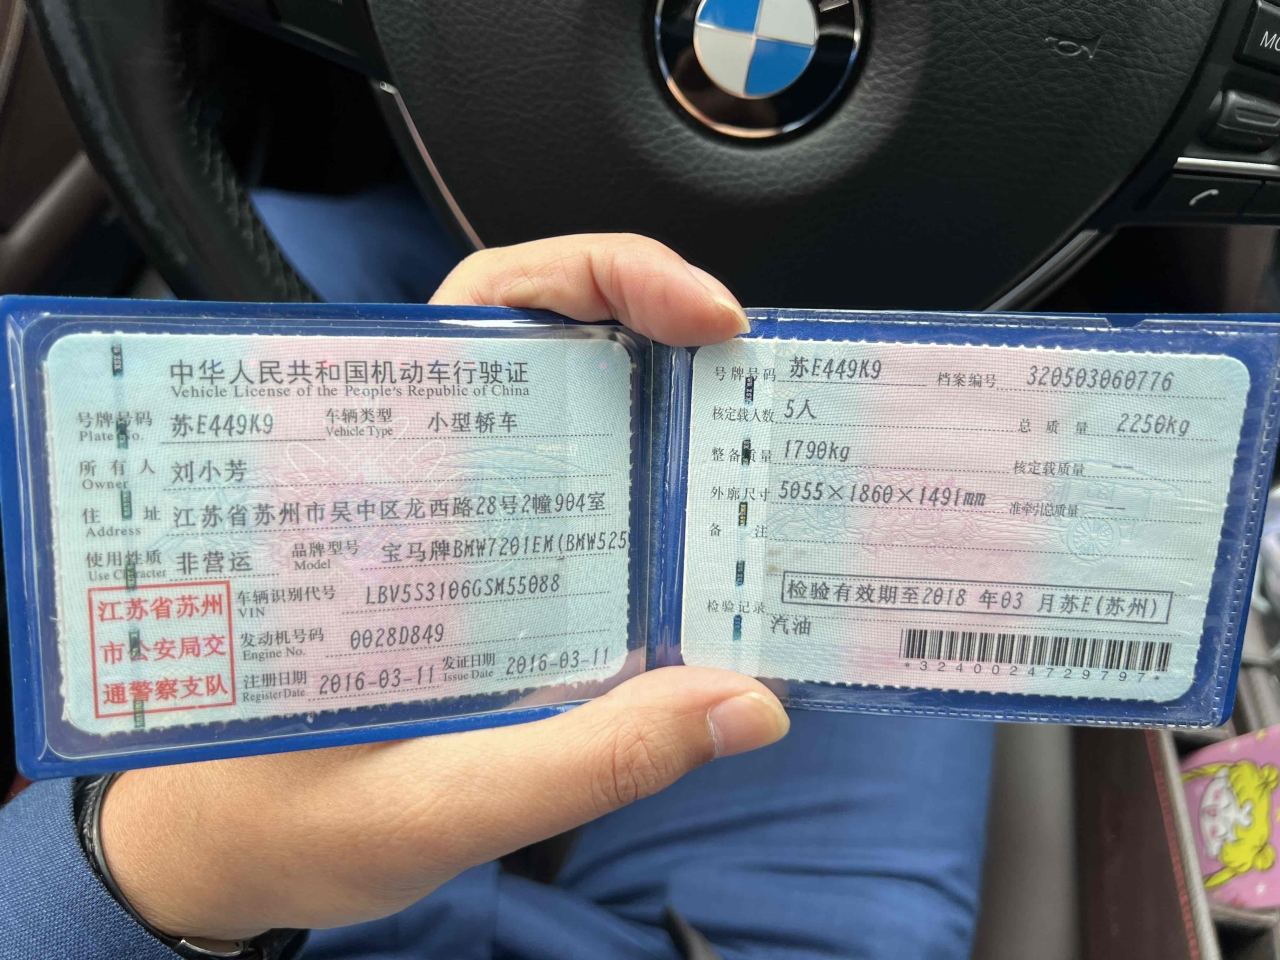 中华人民共和国机动车行驶证
Vehicle License of the People's Republic of China
号牌号码 苏E449K9 车辆类型 小型轿车
Plate No. Vehicle Type
所有人 刘小芳
Owner
住址 江苏省苏州市吴中区龙西路28号2幢904室
Address
使用性质 非营运 品牌型号 宝马牌BMW7201EM(BMW525
Use Character Model
江苏省苏州
市公安局交
通警察支队
车辆识别代号 LBV5S3106GSM55088
VIN
发动机号码 0028D849
Engine No.
注册日期 2016-03-11 发证日期 2016-03-11
Register Date Issue Date
号牌号码 苏E449K9 档案编号 320503060776
核定载人数 5人 总质量 2250kg
整备质量 1790kg 核定载质量 --
外廓尺寸 5055×1860×1491mm 准牵引总质量 --
备注
检验有效期至2018 年03 月苏E(苏州)
检验记录
汽油
*3240024729797*